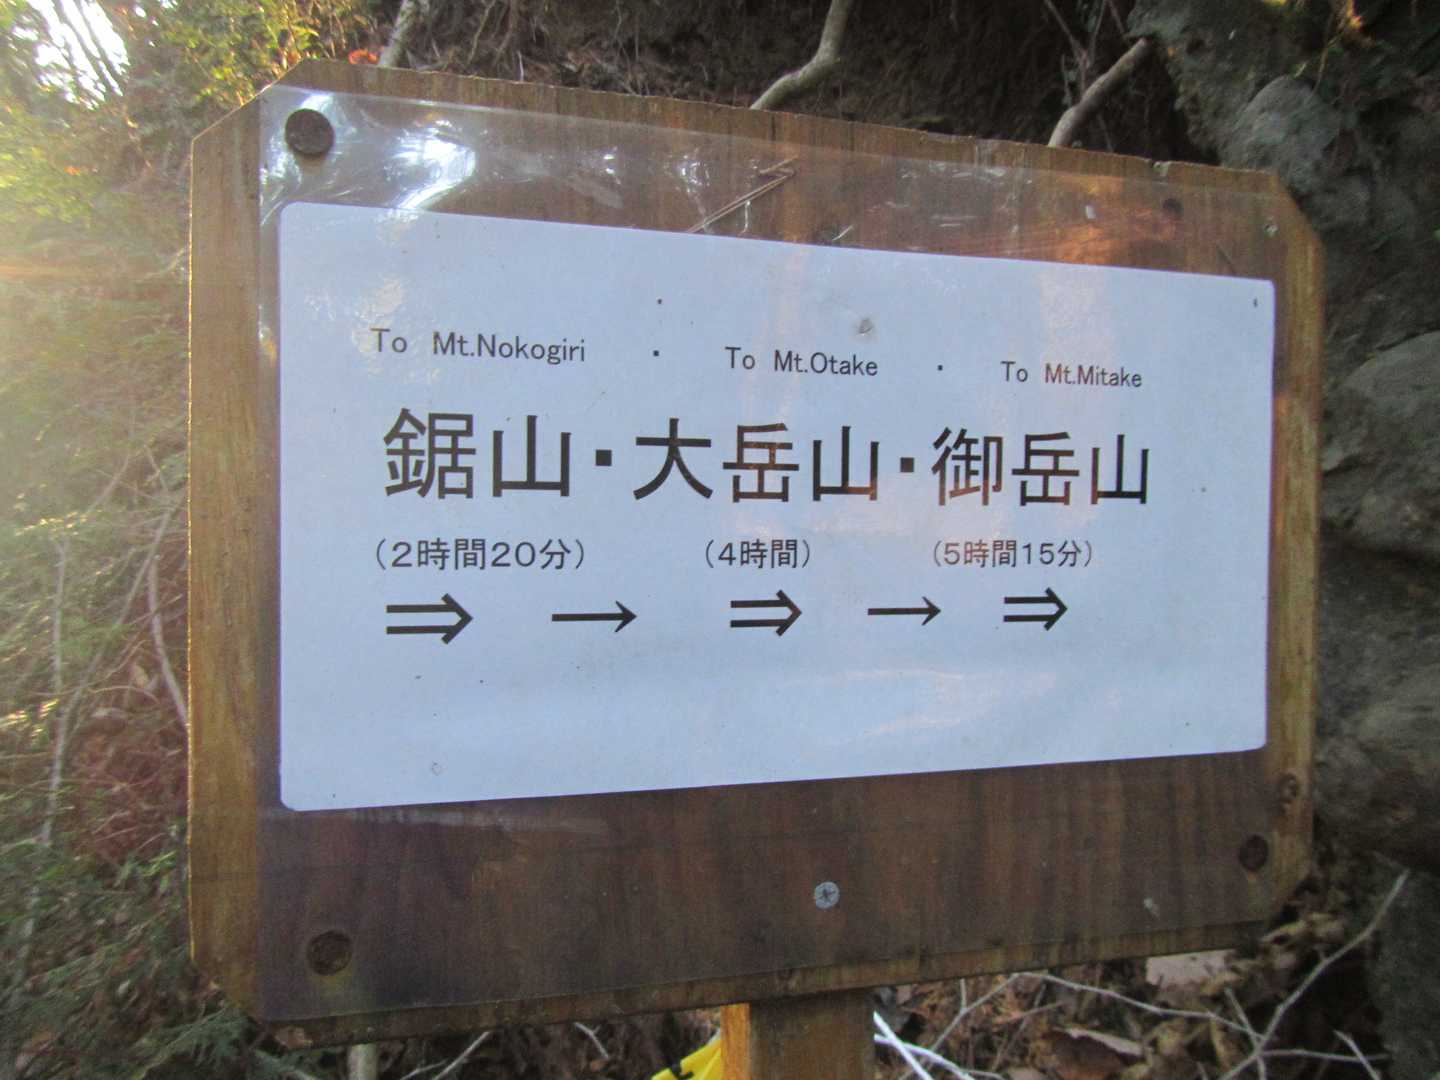 To Mt.Nokogiri ・ To Mt.Otake ・ To Mt.Mitake
鋸山・大岳山・御岳山
（2時間20分） （4時間） （5時間15分）
⇒ → ⇒ → ⇒